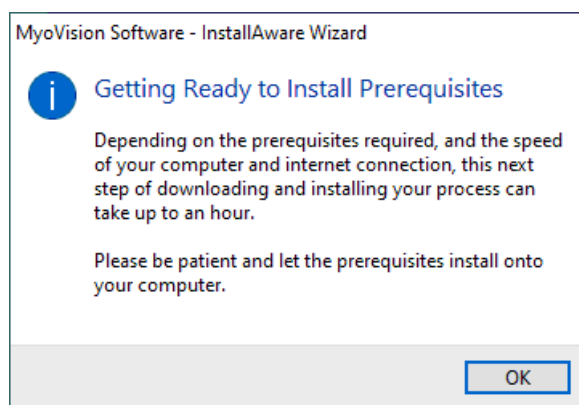 MyoVision Software - InstallAware Wizard
Getting Ready to Install Prerequisites
Depending on the prerequisites required, and the speed
of your computer and internet connection, this next
step of downloading and installing your process can
take up to an hour.
Please be patient and let the prerequisites install onto
your computer.
OK